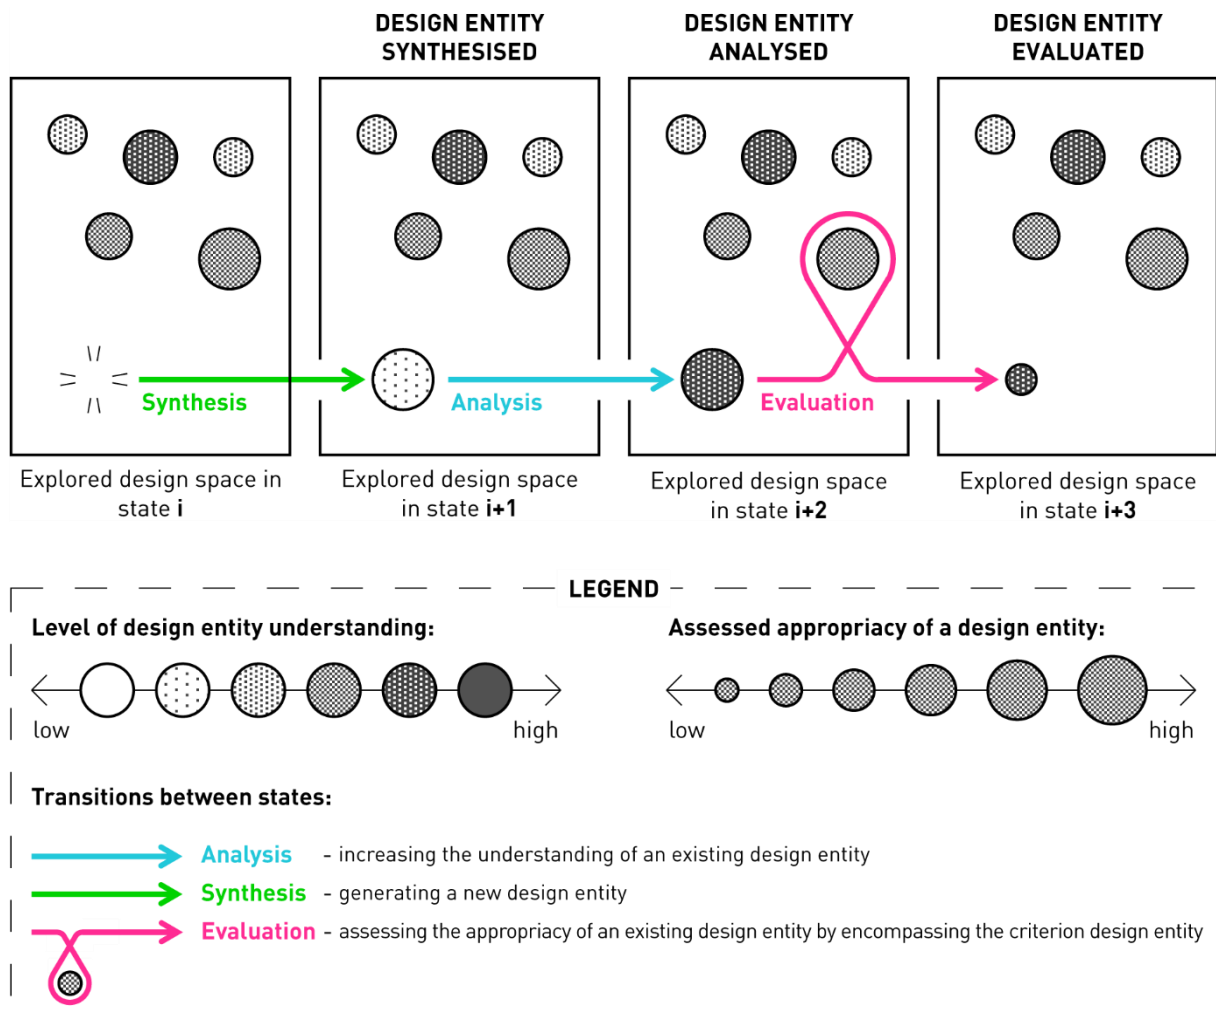 DESIGN ENTITY
SYNTHESISED
DESIGN ENTITY
ANALYSED
DESIGN ENTITY
EVALUATED
Synthesis
Analysis
Evaluation
Explored design space in
state i
Explored design space
in state i+1
Explored design space
in state i+2
Explored design space
in state i+3
LEGEND
Level of design entity understanding:
low
high
Assessed appropriacy of a design entity:
low
high
Transitions between states:
Analysis - increasing the understanding of an existing design entity
Synthesis - generating a new design entity
Evaluation - assessing the appropriacy of an existing design entity by encompassing the criterion design entity